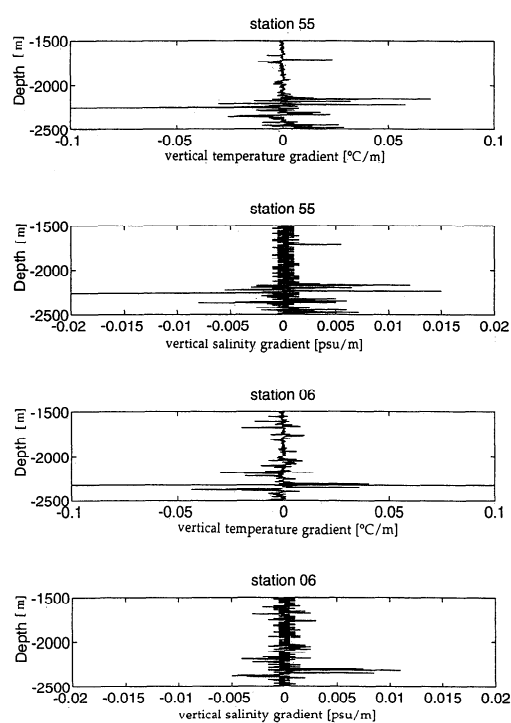 station 55
Depth [m]
-1500
-2000
-2500
-0.1 -0.05 0 0.05 0.1
vertical temperature gradient [°C/m]
station 55
Depth [m]
-1500
-2000
-2500
-0.02 -0.015 -0.01 -0.005 0 0.005 0.01 0.015 0.02
vertical salinity gradient [psu/m]
station 06
Depth [m]
-1500
-2000
-2500
-0.1 -0.05 0 0.05 0.1
vertical temperature gradient [°C/m]
station 06
Depth [m]
-1500
-2000
-2500
-0.02 -0.015 -0.01 -0.005 0 0.005 0.01 0.015 0.02
vertical salinity gradient [psu/m]